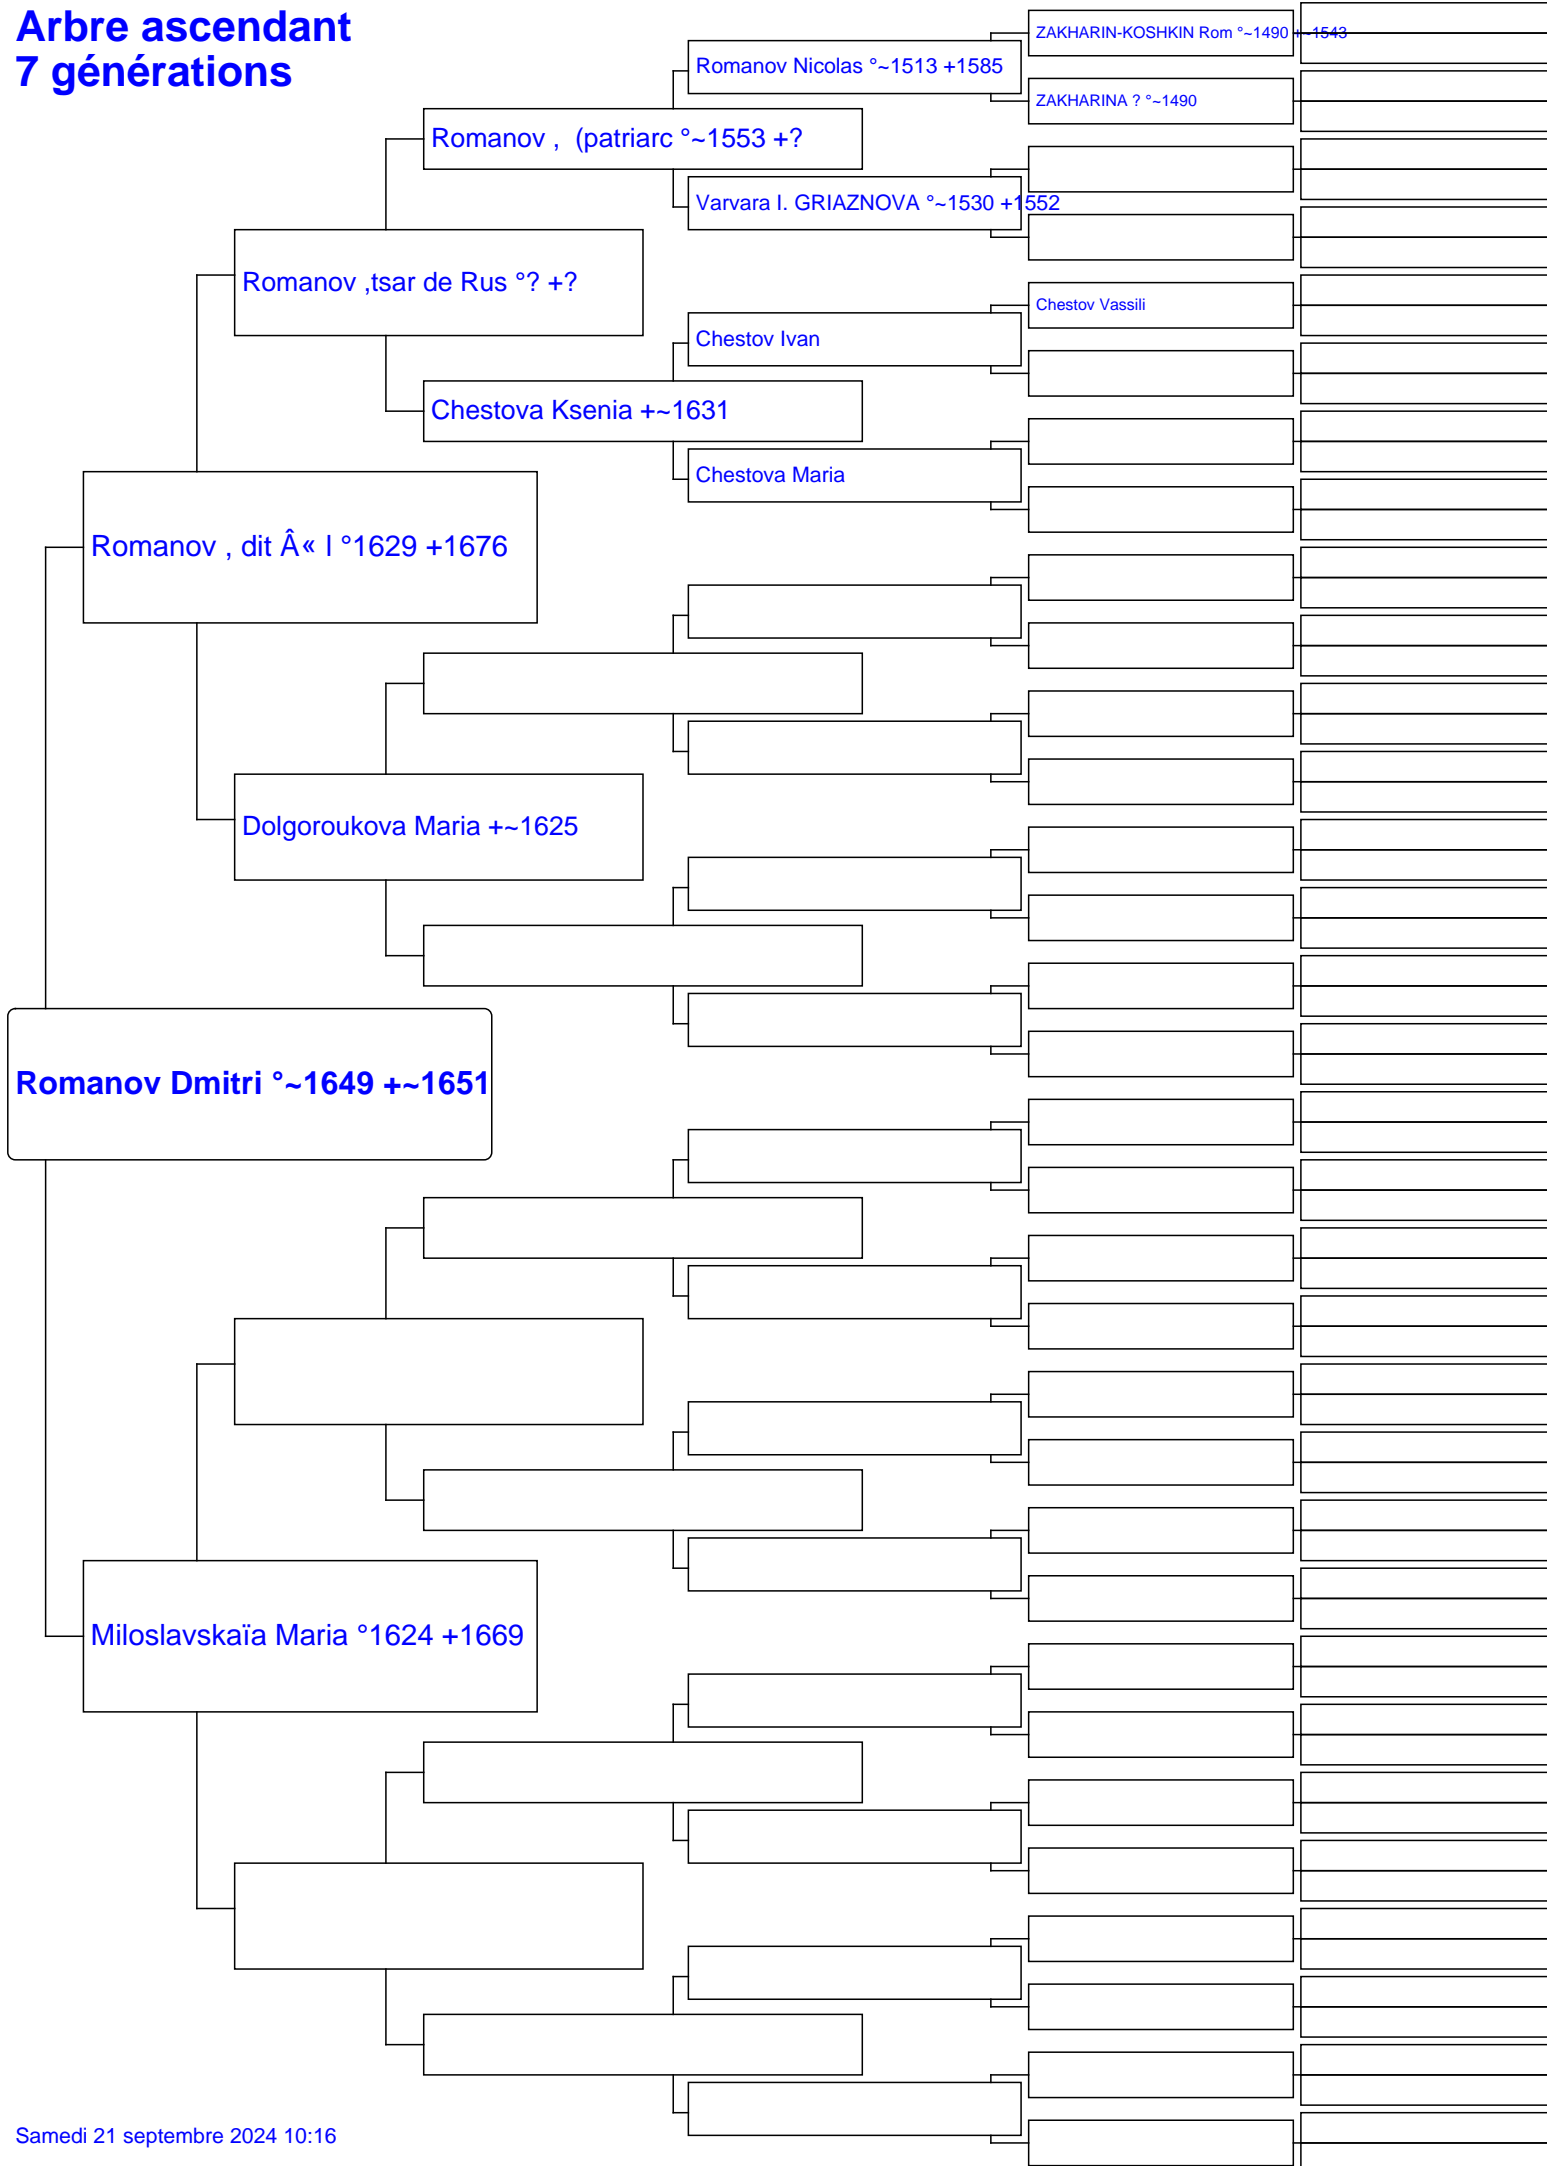 Arbre ascendant
7 générations
ZAKHARIN-KOSHKIN Rom °~1490 +~1543
Romanov Nicolas °~1513 +1585
ZAKHARINA ? °~1490
Romanov ,  (patriarc °~1553 +?
Varvara I. GRIAZNOVA °~1530 +1552
Romanov ,tsar de Rus °? +?
Chestov Vassili
Chestov Ivan
Chestova Ksenia +~1631
Chestova Maria
Romanov , dit Â« l °1629 +1676
Dolgoroukova Maria +~1625
Romanov Dmitri °~1649 +~1651
Miloslavskaïa Maria °1624 +1669
Samedi 21 septembre 2024 10:16